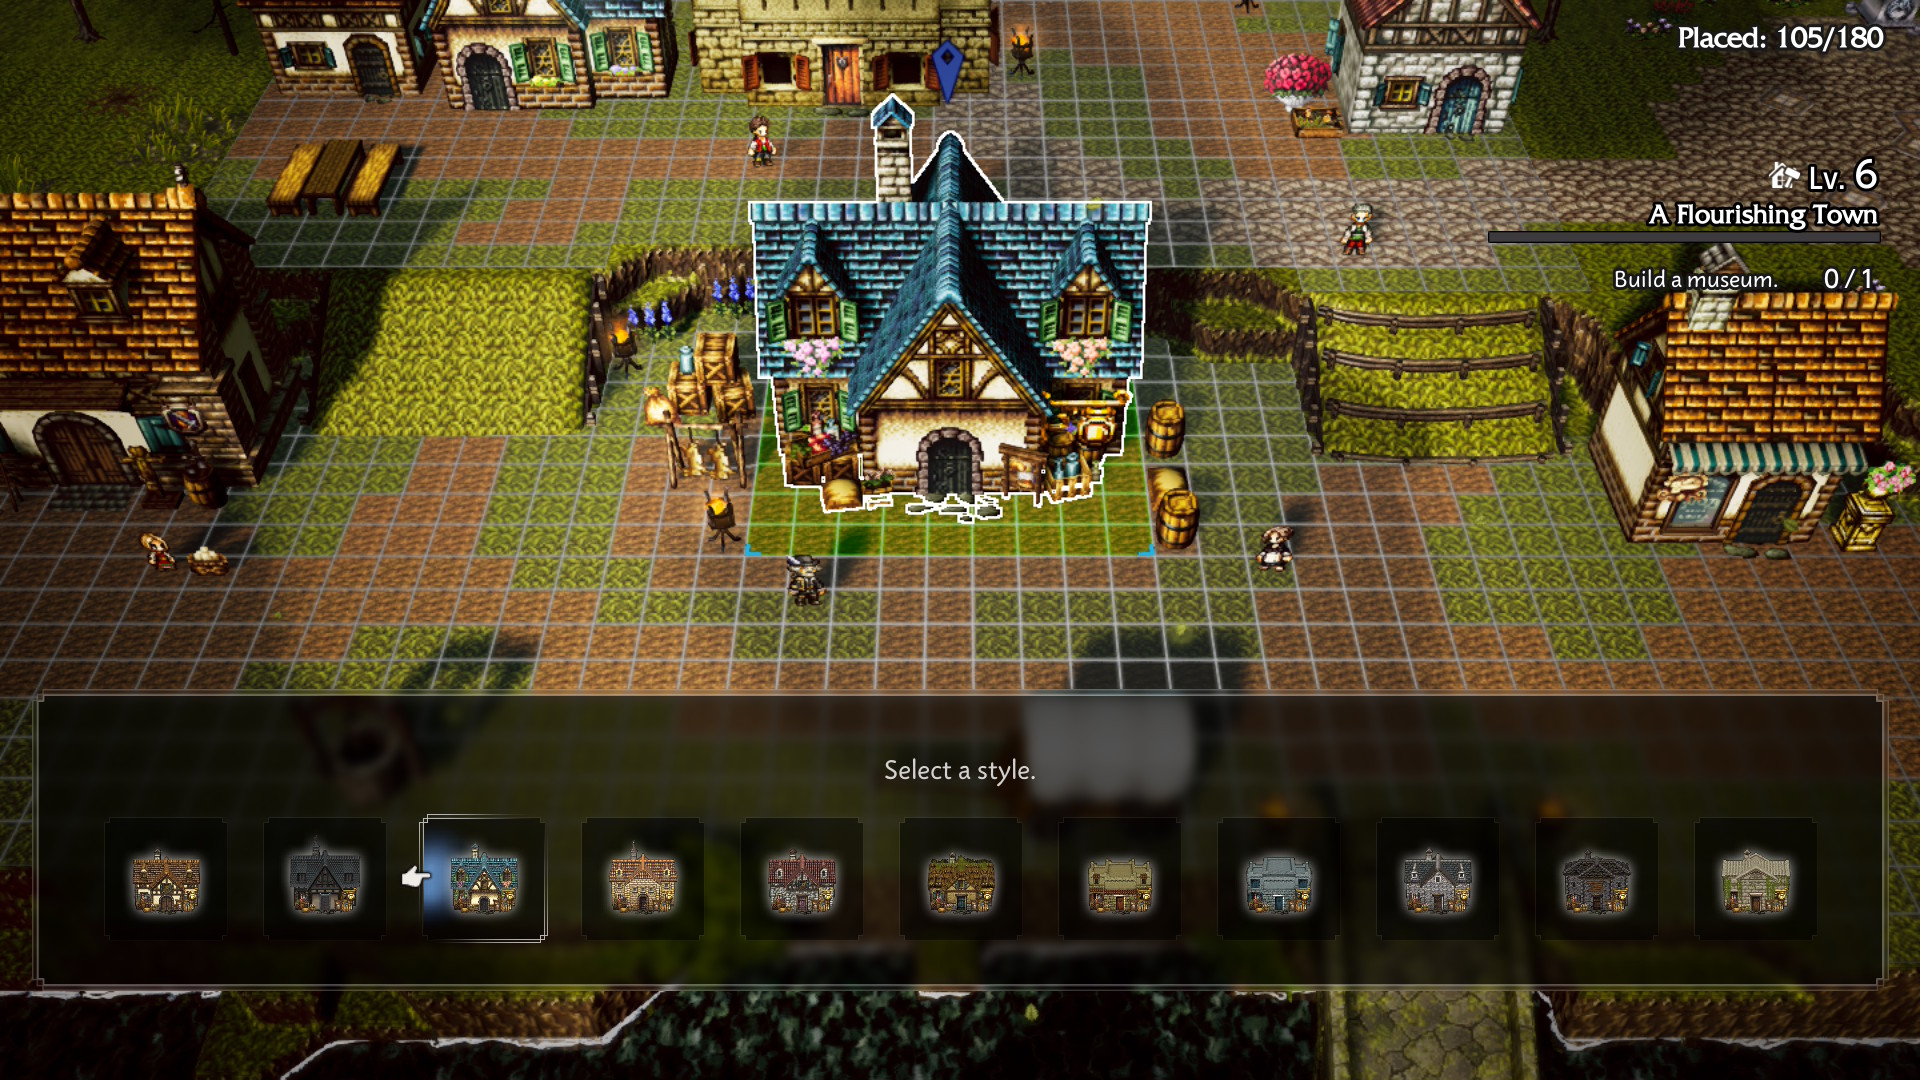 Placed: 105/180
Lv. 6
A Flourishing Town
Build a museum. 0/1
Select a style.